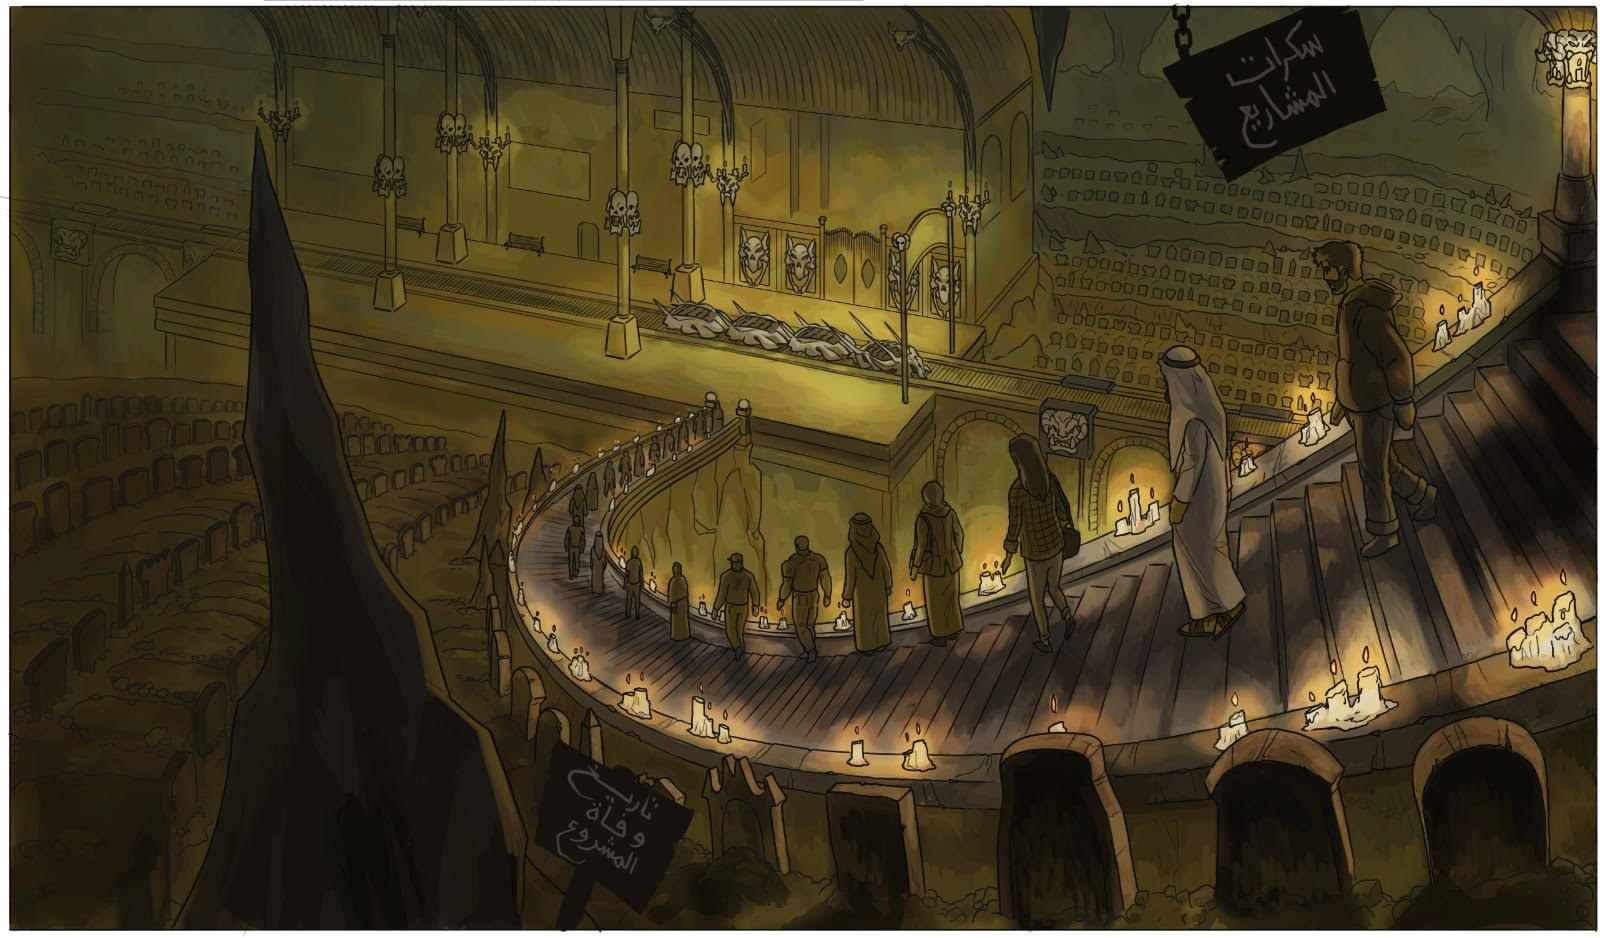 سكرات
المشاريع
تاريخ
وفاة
المشروع